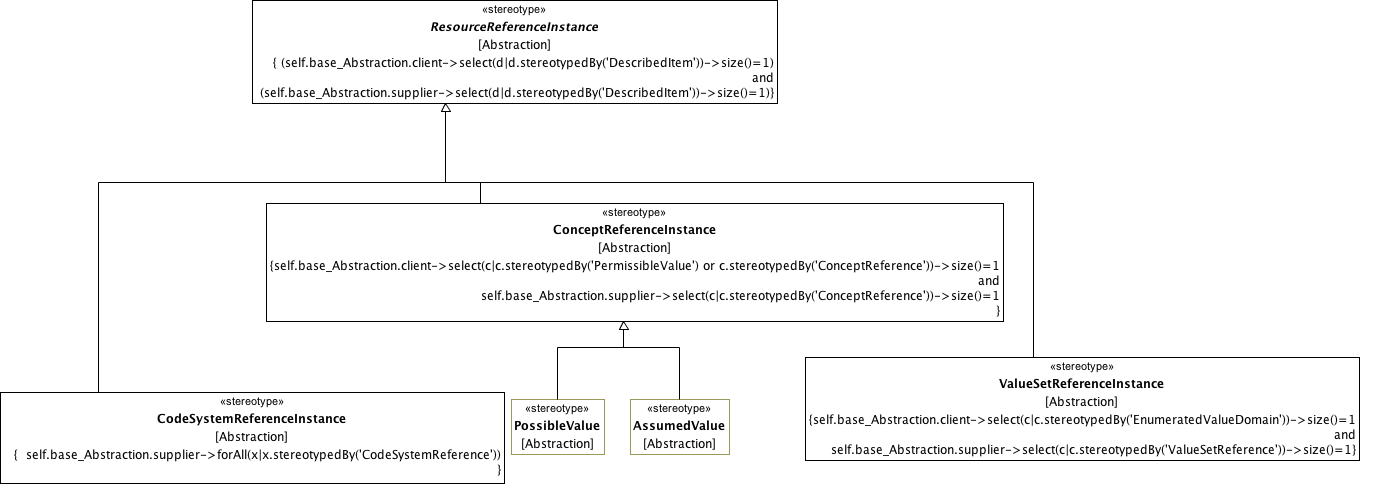 «stereotype»
ResourceReferenceInstance
[Abstraction]
{ (self.base_Abstraction.client->select(d|d.stereotypedBy('DescribedItem'))->size()=1)
and
(self.base_Abstraction.supplier->select(d|d.stereotypedBy('DescribedItem'))->size()=1)}
«stereotype»
ConceptReferenceInstance
[Abstraction]
{self.base_Abstraction.client->select(c|c.stereotypedBy('PermissibleValue') or c.stereotypedBy('ConceptReference'))->size()=1
and
self.base_Abstraction.supplier->select(c|c.stereotypedBy('ConceptReference'))->size()=1
}
«stereotype»
CodeSystemReferenceInstance
[Abstraction]
{ self.base_Abstraction.supplier->forAll(x|x.stereotypedBy('CodeSystemReference'))
}
«stereotype»
PossibleValue
[Abstraction]
«stereotype»
AssumedValue
[Abstraction]
«stereotype»
ValueSetReferenceInstance
[Abstraction]
{self.base_Abstraction.client->select(c|c.stereotypedBy('EnumeratedValueDomain'))->size()=1
and
self.base_Abstraction.supplier->select(c|c.stereotypedBy('ValueSetReference'))->size()=1}